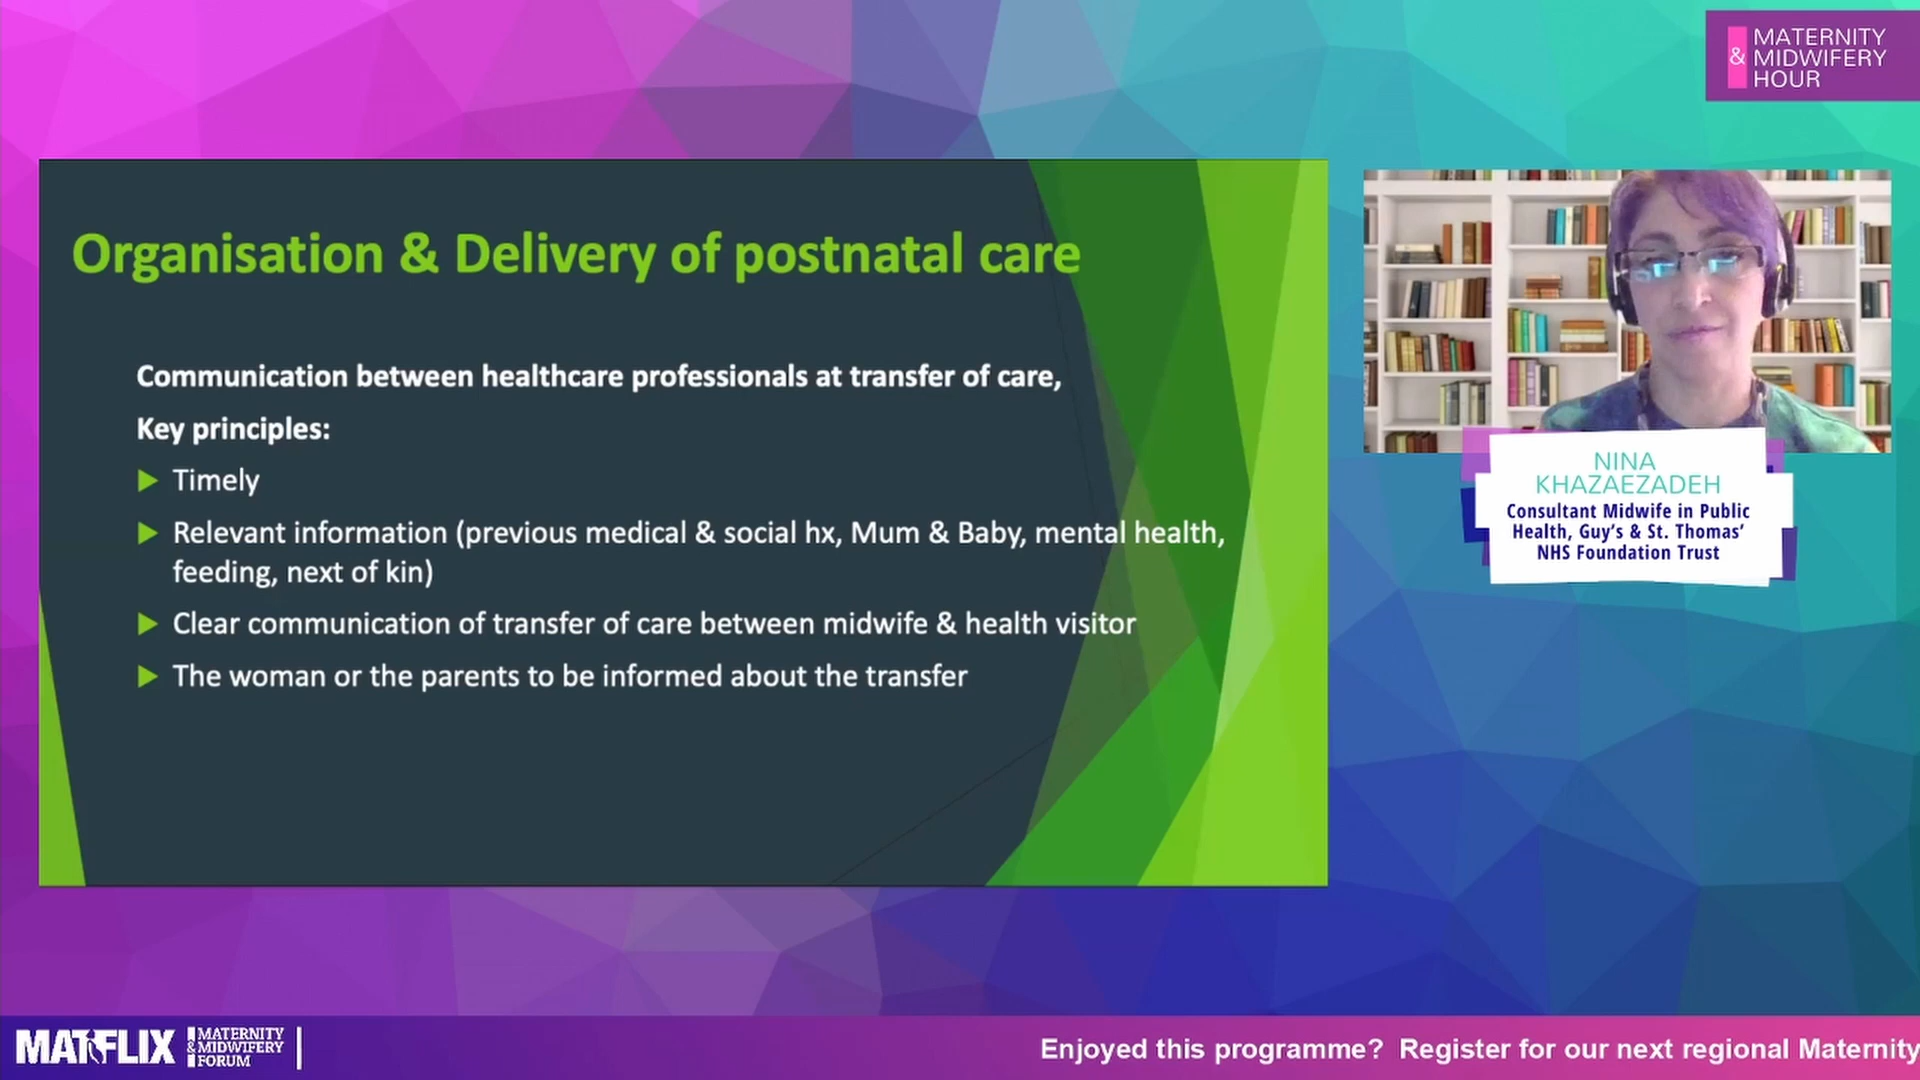 MATERNITY
& MIDWIFERY
HOUR
Organisation & Delivery of postnatal care
Communication between healthcare professionals at transfer of care,
Key principles:
Timely
Relevant information (previous medical & social hx, Mum & Baby, mental health,
feeding, next of kin)
Clear communication of transfer of care between midwife & health visitor
The woman or the parents to be informed about the transfer
NINA
KHAZAEZADEH
Consultant Midwife in Public
Health, Guy’s & St. Thomas’
NHS Foundation Trust
MATFLIX
MATERNITY
& MIDWIFERY
FORUM
Enjoyed this programme? Register for our next regional Maternity